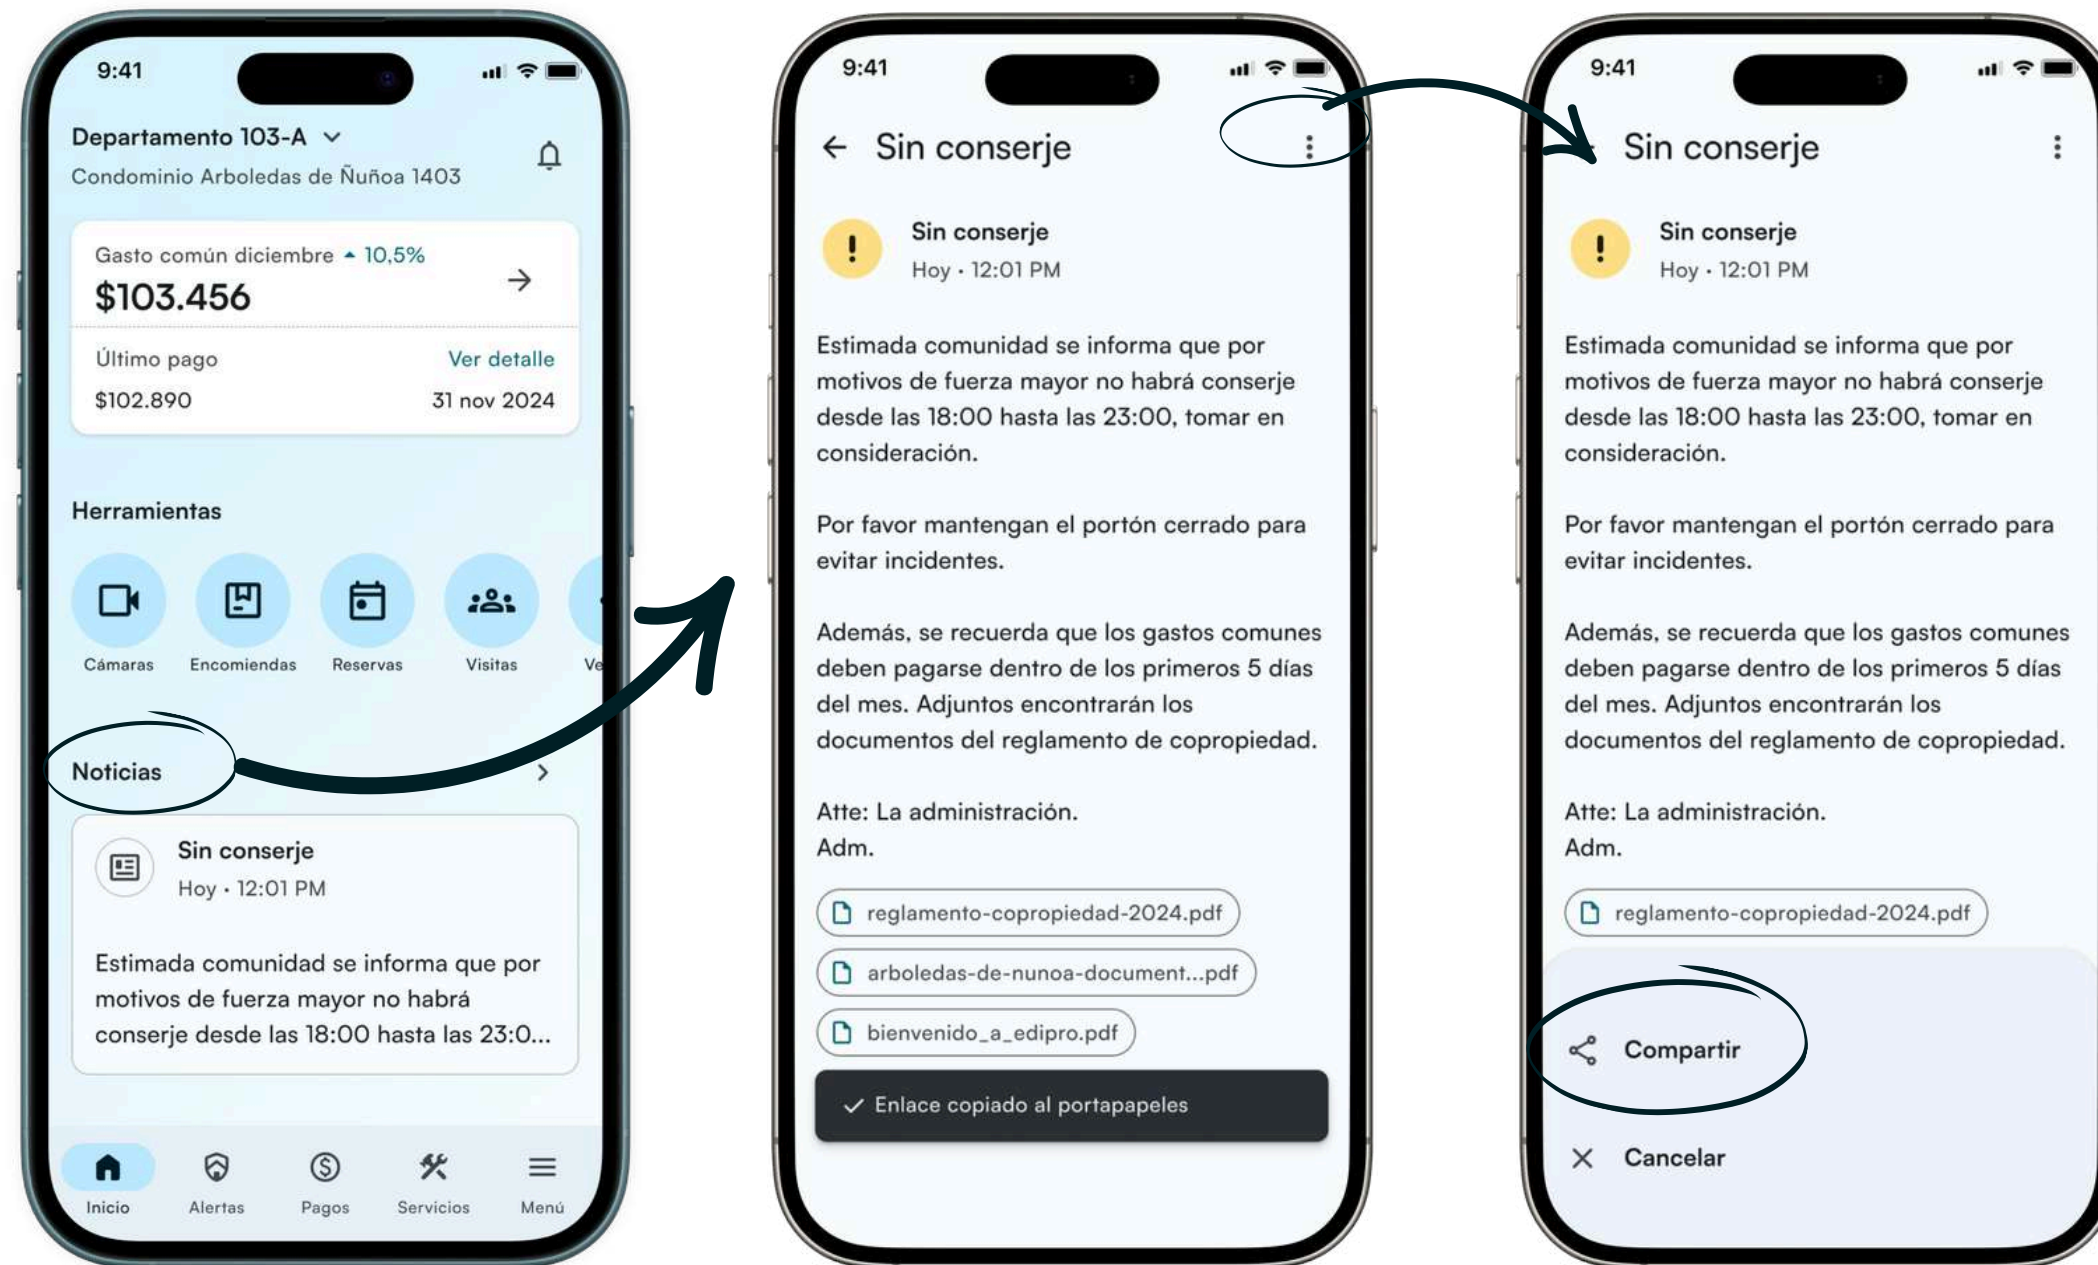 9:41
Departamento 103-A
Condominio Arboledas de Ñuñoa 1403
Gasto común diciembre 10,5%
$103.456
Último pago Ver detalle
$102.890 31 nov 2024
Herramientas
Cámaras Encomiendas Reservas Visitas Ve
Noticias
Sin conserje
Hoy · 12:01 PM
Estimada comunidad se informa que por
motivos de fuerza mayor no habrá
conserje desde las 18:00 hasta las 23:0...
Inicio Alertas Pagos Servicios Menú
9:41
Sin conserje
Sin conserje
Hoy · 12:01 PM
Estimada comunidad se informa que por
motivos de fuerza mayor no habrá conserje
desde las 18:00 hasta las 23:00, tomar en
consideración.
Por favor mantengan el portón cerrado para
evitar incidentes.
Además, se recuerda que los gastos comunes
deben pagarse dentro de los primeros 5 días
del mes. Adjuntos encontrarán los
documentos del reglamento de copropiedad.
Atte: La administración.
Adm.
reglamento-copropiedad-2024.pdf
arboledas-de-nunoa-document...pdf
bienvenido_a_edipro.pdf
Enlace copiado al portapapeles
9:41
Sin conserje
Sin conserje
Hoy · 12:01 PM
Estimada comunidad se informa que por
motivos de fuerza mayor no habrá conserje
desde las 18:00 hasta las 23:00, tomar en
consideración.
Por favor mantengan el portón cerrado para
evitar incidentes.
Además, se recuerda que los gastos comunes
deben pagarse dentro de los primeros 5 días
del mes. Adjuntos encontrarán los
documentos del reglamento de copropiedad.
Atte: La administración.
Adm.
reglamento-copropiedad-2024.pdf
Compartir
Cancelar